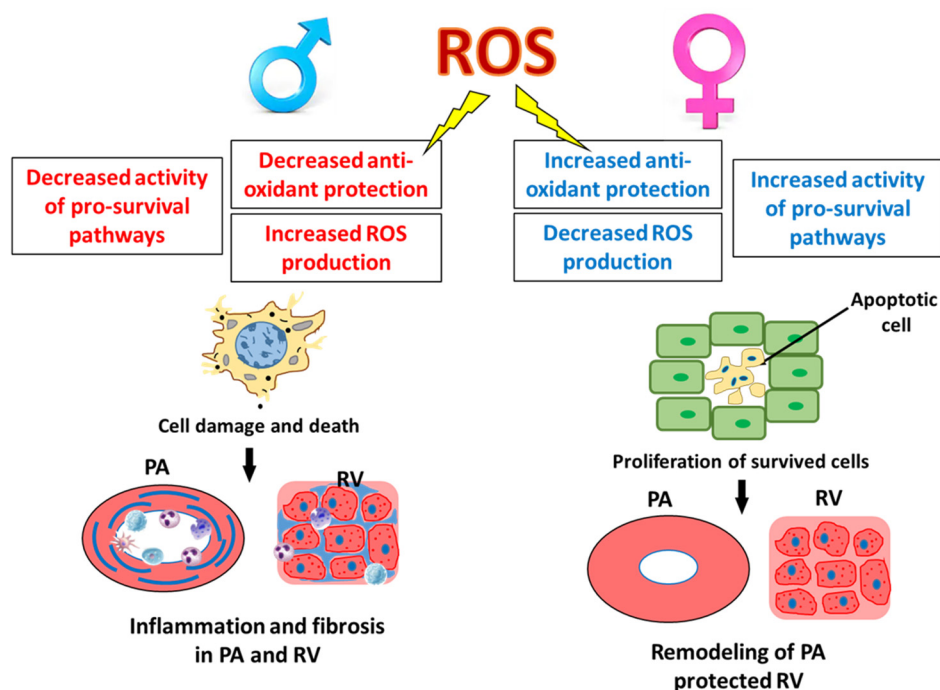 ROS
Decreased activity
of pro-survival
pathways
Decreased anti-
oxidant protection
Increased ROS
production
Increased anti-
oxidant protection
Decreased ROS
production
Increased activity
of pro-survival
pathways
Apoptotic
cell
Cell damage and death
PA
RV
Inflammation and fibrosis
in PA and RV
Proliferation of survived cells
PA
RV
Remodeling of PA
protected RV